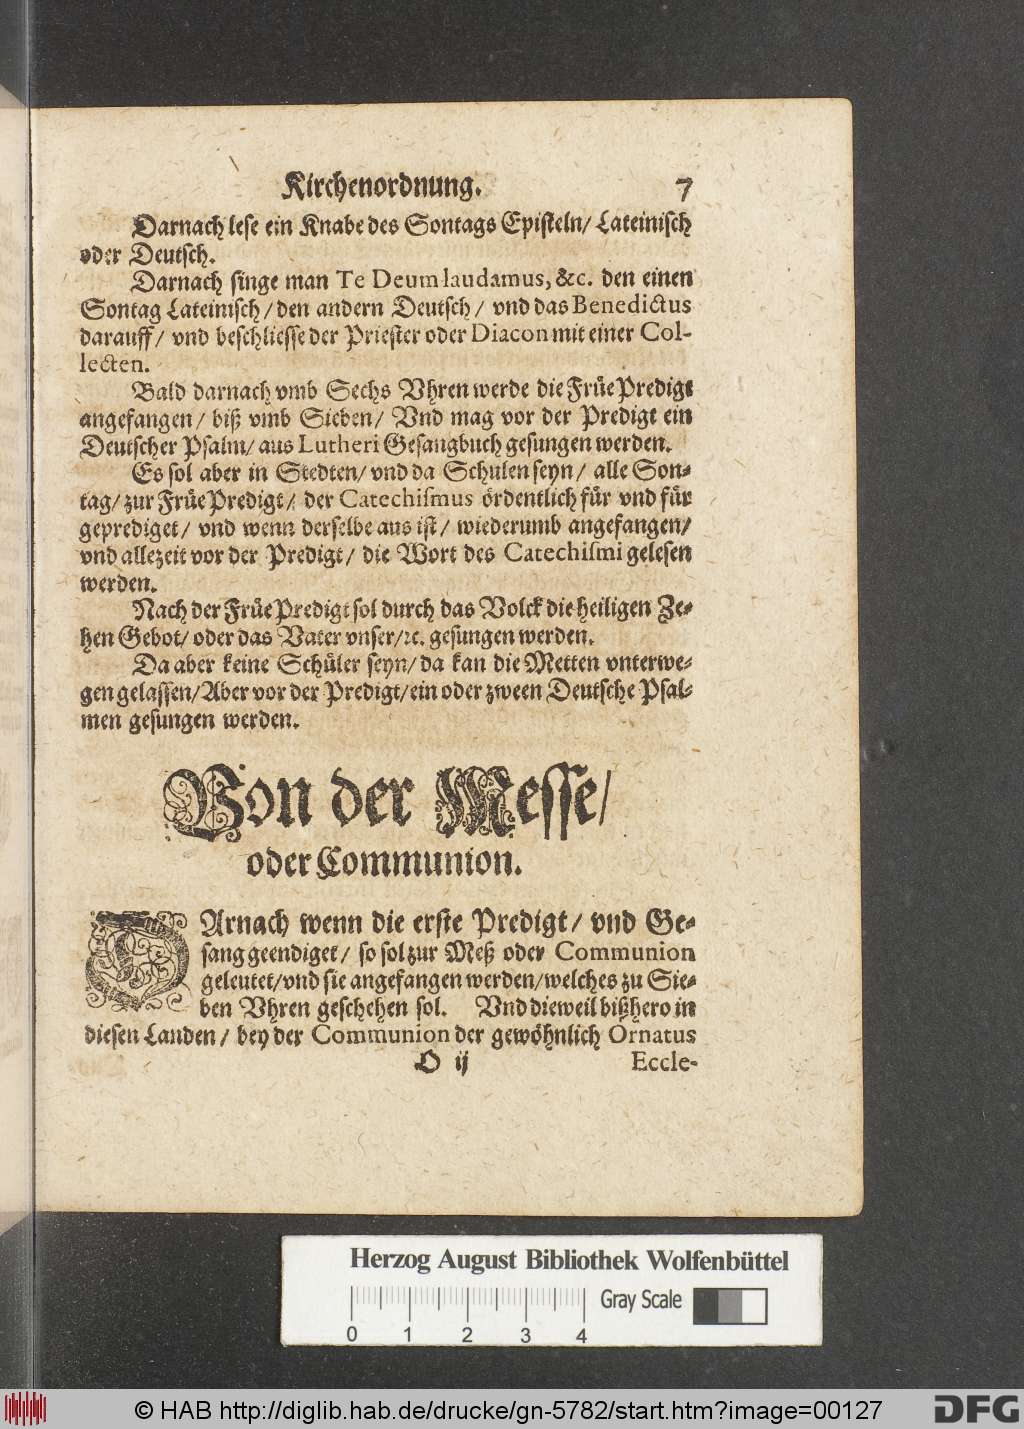 Kirchenordnung. 7
Darnach lese ein Knabe des Sontags Episteln/ Lateinisch
oder Deutsch.
Darnach singe man Te Deum laudamus, &c. den einen
Sontag Lateinisch/ den andern Deutsch/ vnd das Benedictus
darauff/ vnd beschliesse der Priester oder Diacon mit einer Col-
lecten.
Bald darnach vmb Sechs Vhren werde die Früe Predigt
angefangen/ biß vmb Sieben/ Vnd mag vor der Predigt ein
Deutscher Psalm/ aus Lutheri Gesangbuch gesungen werden.
Es sol aber in Stedten/ vnd da Schulen seyn/ alle Son-
tag/ zur Früe Predigt/ der Catechismus ördentlich für vnd für
geprediget/ vnd wenn derselbe aus ist/ wiederumb angefangen/
vnd allezeit vor der Predigt/ die Wort des Catechismi gelesen
werden.
Nach der Früe Predigt sol durch das Volck die heiligen Ze-
hen Gebot/ oder das Vater vnser/ ꝛc. gesungen werden.
Da aber keine Schüler seyn/ da kan die Metten vnterwe-
gen gelassen/ Aber vor der Predigt/ ein oder zween Deutsche Psal-
men gesungen werden.
Von der Messe/
oder Communion.
DArnach wenn die erste Predigt/ vnd Ge-
sang geendiget/ so sol zur Meß oder Communion
geleutet/ vnd sie angefangen werden/ welches zu Sie-
ben Vhren geschehen sol. Vnd dieweil bißhero in
diesen Landen/ bey der Communion der gewöhnlich Ornatus
O ij Eccle-
Herzog August Bibliothek Wolfenbüttel
Gray Scale
0 1 2 3 4
© HAB http://diglib.hab.de/drucke/gn-5782/start.htm?image=00127
DFG